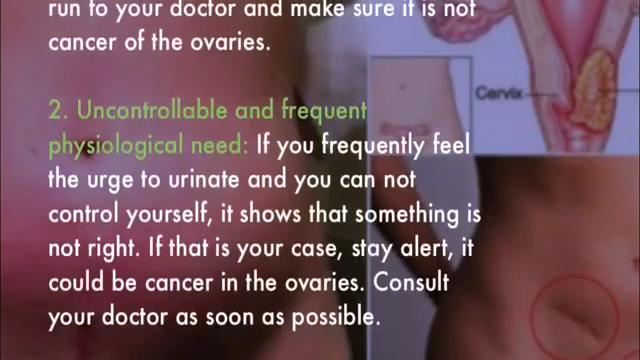 run to your doctor and make sure it is not
cancer of the ovaries.
Cervix
2. Uncontrollable and frequent
physiological need: If you frequently feel
the urge to urinate and you can not
control yourself, it shows that something is
not right. If that is your case, stay alert, it
could be cancer in the ovaries. Consult
your doctor as soon as possible.